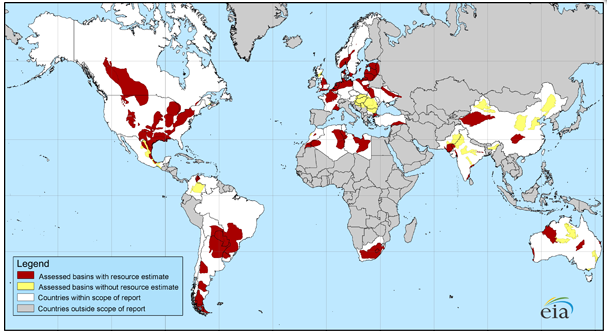 Legend
Assessed basins with resource estimate
Assessed basins without resource estimate
Countries within scope of report
Countries outside scope of report
eia